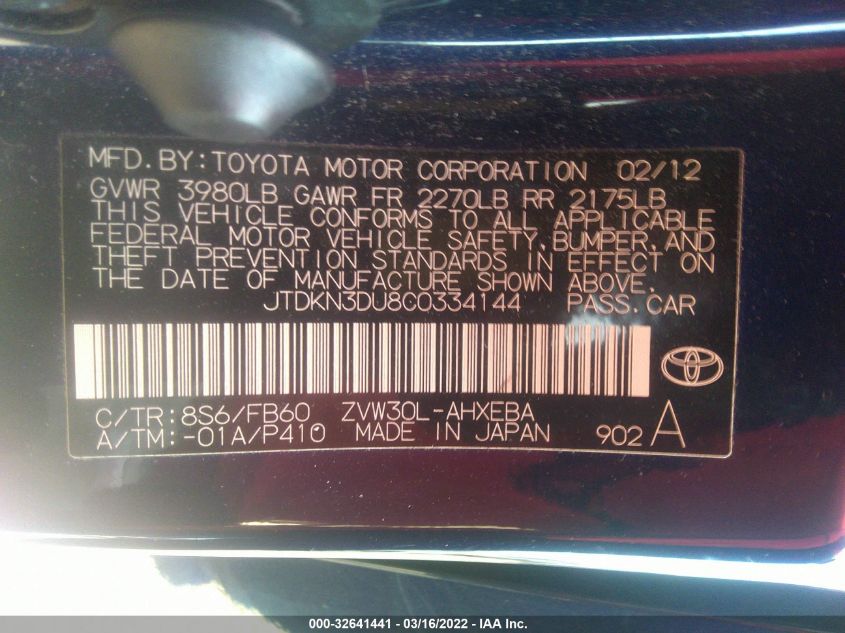 MFD. BY: TOYOTA MOTOR CORPORATION 02/12
GVWR 3980LB GAWR FR 2270LB RR 2175LB
THIS VEHICLE CONFORMS TO ALL APPLICABLE
FEDERAL MOTOR VEHICLE SAFETY, BUMPER, AND
THEFT PREVENTION STANDARDS IN EFFECT ON
THE DATE OF MANUFACTURE SHOWN ABOVE.
JTDKN3DU8C0334144 PASS. CAR
C/TR: 8S6/FB60 ZVW30L-AHXEBA
A/TM: -01A/P410 MADE IN JAPAN 902 A
000-32641441 - 03/16/2022 - IAA Inc.